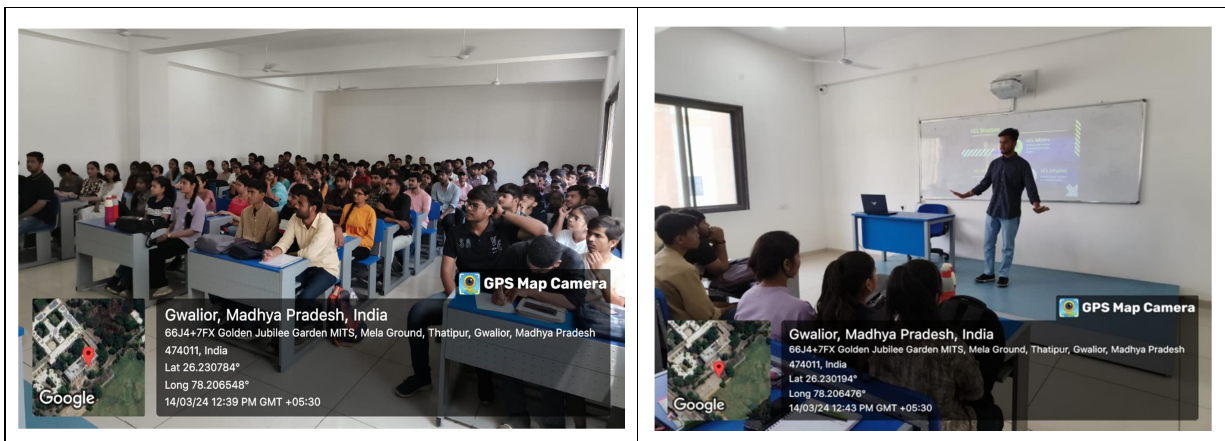 GPS Map Camera
Gwalior, Madhya Pradesh, India
66J4+7FX Golden Jubilee Garden MITS, Mela Ground, Thatipur, Gwalior, Madhya Pradesh
474011, India
Lat 26.230784°
Long 78.206548°
14/03/24 12:39 PM GMT +05:30
Google
GPS Map Camera
Gwalior, Madhya Pradesh, India
66J4+7FX Golden Jubilee Garden MITS, Mela Ground, Thatipur, Gwalior, Madhya Pradesh
474011, India
Lat 26.230194°
Long 78.206476°
14/03/24 12:43 PM GMT +05:30
Google